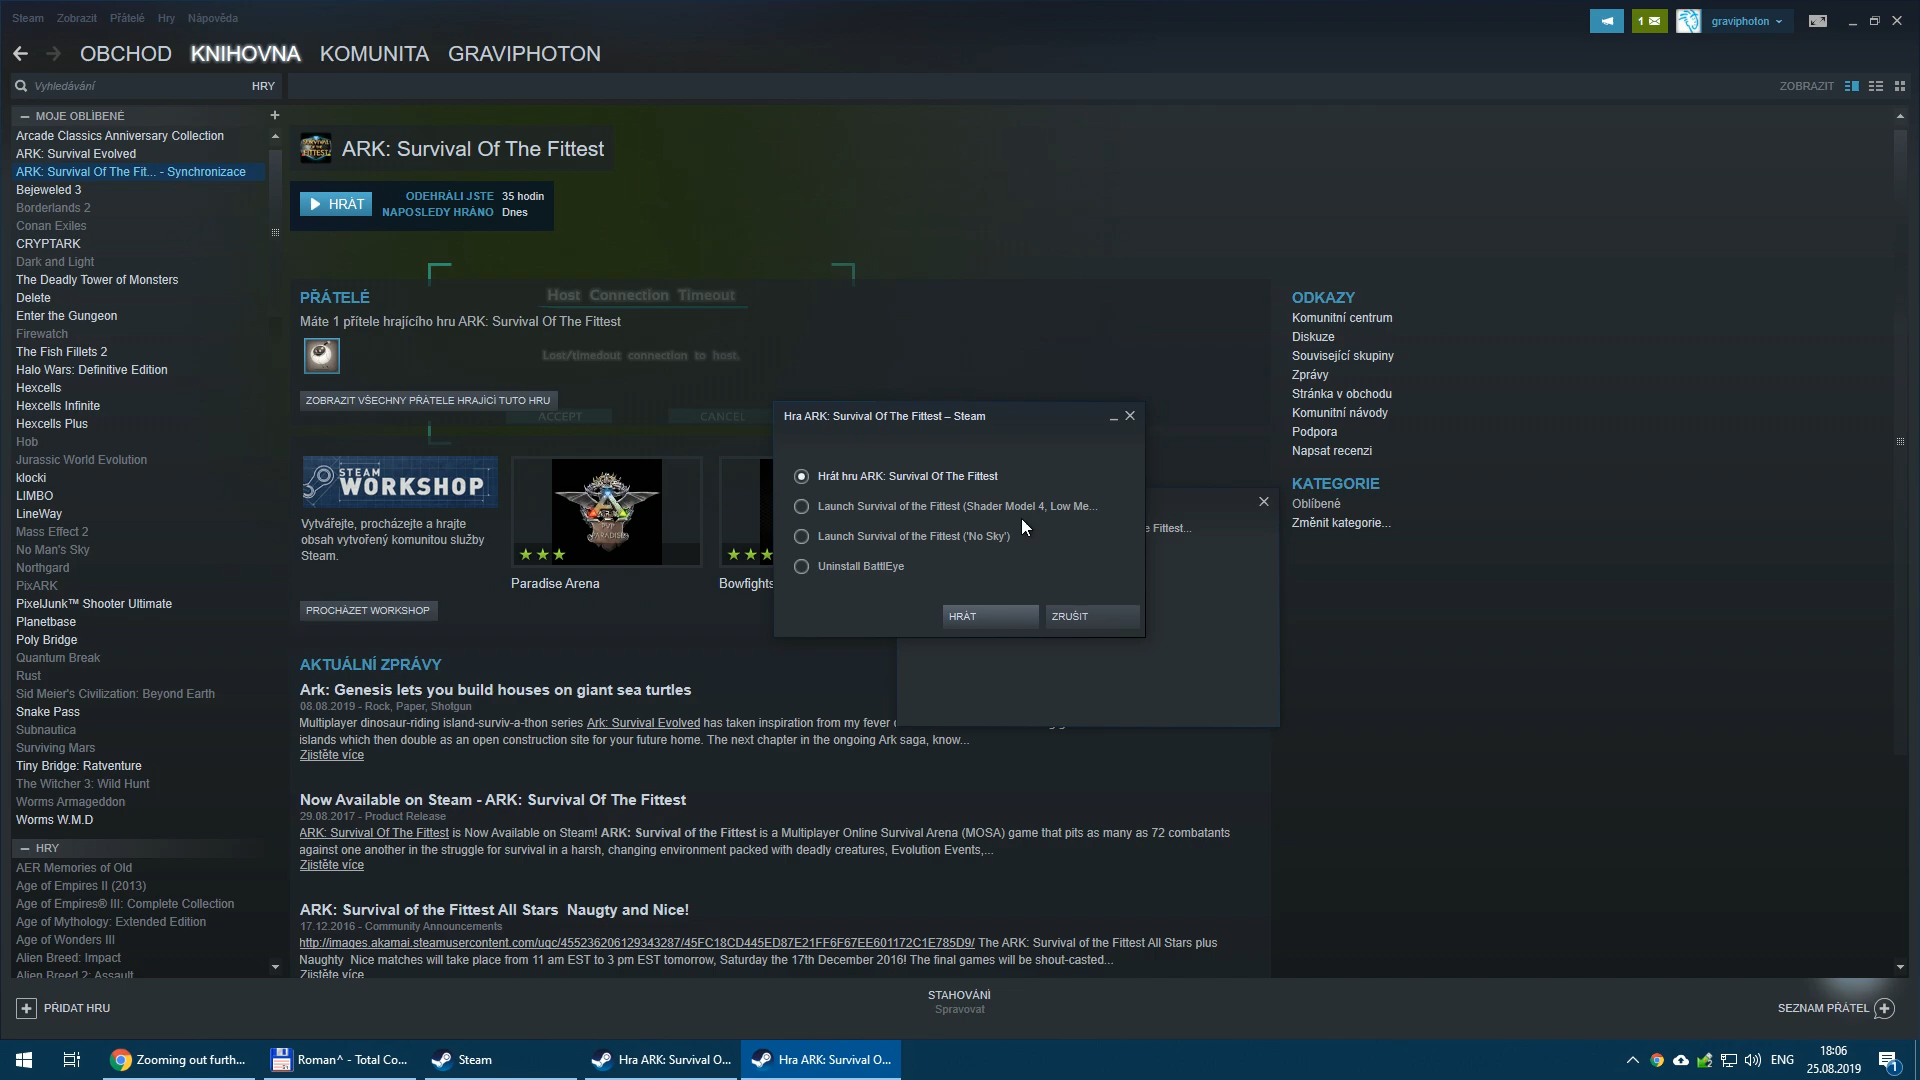 Steam Zobrazit Přátelé Hry Nápověda
1 graviphoton
OBCHOD KNIHOVNA KOMUNITA GRAVIPHOTON
Vyhledávání HRY
ZOBRAZIT
MOJE OBLÍBENÉ
Arcade Classics Anniversary Collection
ARK: Survival Evolved
ARK: Survival Of The Fit... - Synchronizace
Bejeweled 3
Borderlands 2
Conan Exiles
CRYPTARK
Dark and Light
The Deadly Tower of Monsters
Delete
Enter the Gungeon
Firewatch
The Fish Fillets 2
Halo Wars: Definitive Edition
Hexcells
Hexcells Infinite
Hexcells Plus
Hob
Jurassic World Evolution
klocki
LIMBO
LineWay
Mass Effect 2
No Man's Sky
Northgard
PixARK
PixelJunk™ Shooter Ultimate
Planetbase
Poly Bridge
Quantum Break
Rust
Sid Meier's Civilization: Beyond Earth
Snake Pass
Subnautica
Surviving Mars
Tiny Bridge: Ratventure
The Witcher 3: Wild Hunt
Worms Armageddon
Worms W.M.D
HRY
AER Memories of Old
Age of Empires II (2013)
Age of Empires® III: Complete Collection
Age of Mythology: Extended Edition
Age of Wonders III
Alien Breed: Impact
Alien Breed 2: Assault
ARK: Survival Of The Fittest
HRÁT
ODEHRÁLI JSTE 35 hodin
NAPOSLEDY HRÁNO Dnes
PŘÁTELÉ
Máte 1 přítele hrajícího hru ARK: Survival Of The Fittest
Host Connection Timeout
Lost/timedout connection to host.
ACCEPT CANCEL
ZOBRAZIT VŠECHNY PŘÁTELE HRAJÍCÍ TUTO HRU
STEAM
WORKSHOP
Vytvářejte, procházejte a hrajte
obsah vytvořený komunitou služby
Steam.
PROCHÁZET WORKSHOP
ARK
PVP
PARADISE
Paradise Arena
Bowfights
Hra ARK: Survival Of The Fittest – Steam
Hrát hru ARK: Survival Of The Fittest
Launch Survival of the Fittest (Shader Model 4, Low Me...
Launch Survival of the Fittest ('No Sky')
Uninstall BattlEye
HRÁT ZRUŠIT
e Fittest...
AKTUÁLNÍ ZPRÁVY
Ark: Genesis lets you build houses on giant sea turtles
08.08.2019 - Rock, Paper, Shotgun
Multiplayer dinosaur-riding island-surviv-a-thon series Ark: Survival Evolved has taken inspiration from my fever
islands which then double as an open construction site for your future home. The next chapter in the ongoing Ark saga, know...
Zjistěte více
Now Available on Steam - ARK: Survival Of The Fittest
29.08.2017 - Product Release
ARK: Survival Of The Fittest is Now Available on Steam! ARK: Survival of the Fittest is a Multiplayer Online Survival Arena (MOSA) game that pits as many as 72 combatants
against one another in the struggle for survival in a harsh, changing environment packed with deadly creatures, Evolution Events,...
Zjistěte více
ARK: Survival of the Fittest All Stars Naugty and Nice!
17.12.2016 - Community Announcements
http://images.akamai.steamusercontent.com/ugc/455236206129343287/45FC18CD445ED87E21FF6F67EE601172C1E785D9/ The ARK: Survival of the Fittest All Stars plus
Naughty Nice matches will take place from 11 am EST to 3 pm EST tomorrow, Saturday the 17th December 2016! The final games will be shout-casted...
Zjistěte více
ODKAZY
Komunitní centrum
Diskuze
Související skupiny
Zprávy
Stránka v obchodu
Komunitní návody
Podpora
Napsat recenzi
KATEGORIE
Oblíbené
Změnit kategorie...
PŘIDAT HRU
STAHOVÁNÍ
Spravovat
SEZNAM PŘÁTEL
Zooming out furth...
Roman^ - Total Co...
Steam
Hra ARK: Survival O...
Hra ARK: Survival O...
ENG
18:06
25.08.2019
1